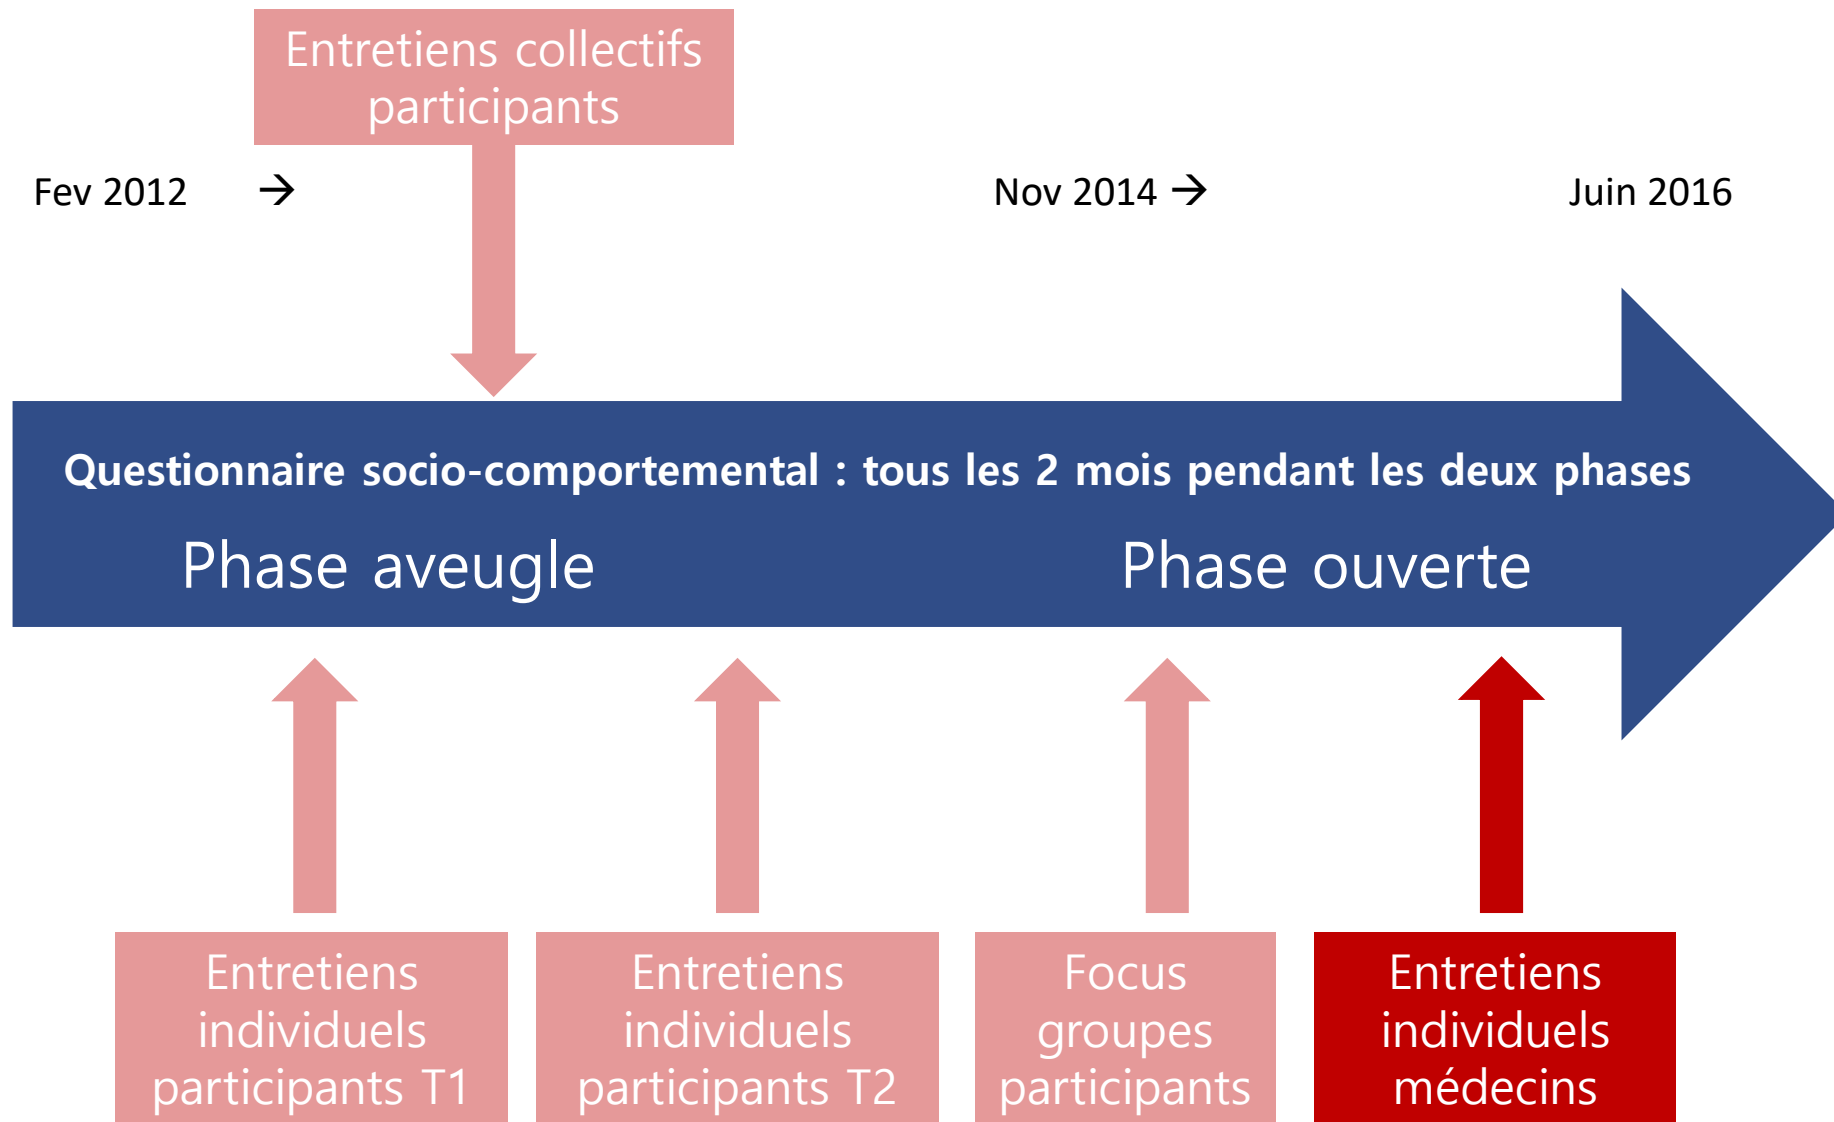 Entretiens collectifs
participants
Fev 2012 →
Nov 2014 →
Juin 2016
Questionnaire socio-comportemental : tous les 2 mois pendant les deux phases
Phase aveugle
Phase ouverte
Entretiens
individuels
participants T1
Entretiens
individuels
participants T2
Focus
groupes
participants
Entretiens
individuels
médecins